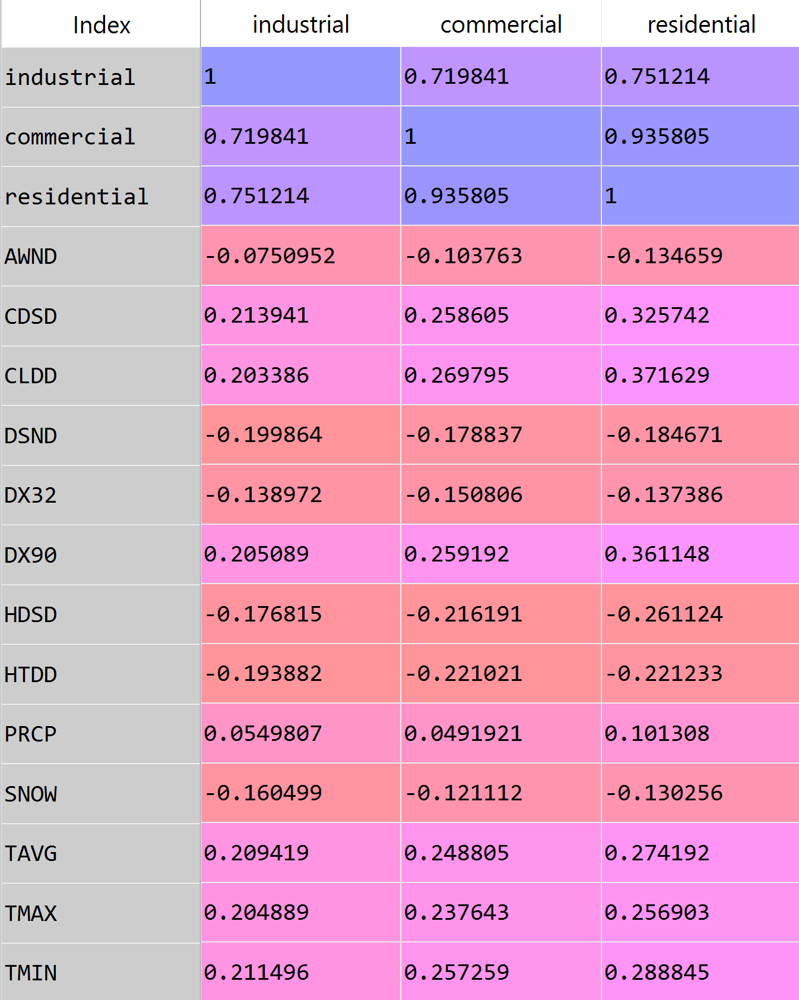 Index industrial commercial residential
industrial 1 0.719841 0.751214
commercial 0.719841 1 0.935805
residential 0.751214 0.935805 1
AWND -0.0750952 -0.103763 -0.134659
CDSD 0.213941 0.258605 0.325742
CLDD 0.203386 0.269795 0.371629
DSND -0.199864 -0.178837 -0.184671
DX32 -0.138972 -0.150806 -0.137386
DX90 0.205089 0.259192 0.361148
HDSD -0.176815 -0.216191 -0.261124
HTDD -0.193882 -0.221021 -0.221233
PRCP 0.0549807 0.0491921 0.101308
SNOW -0.160499 -0.121112 -0.130256
TAVG 0.209419 0.248805 0.274192
TMAX 0.204889 0.237643 0.256903
TMIN 0.211496 0.257259 0.288845